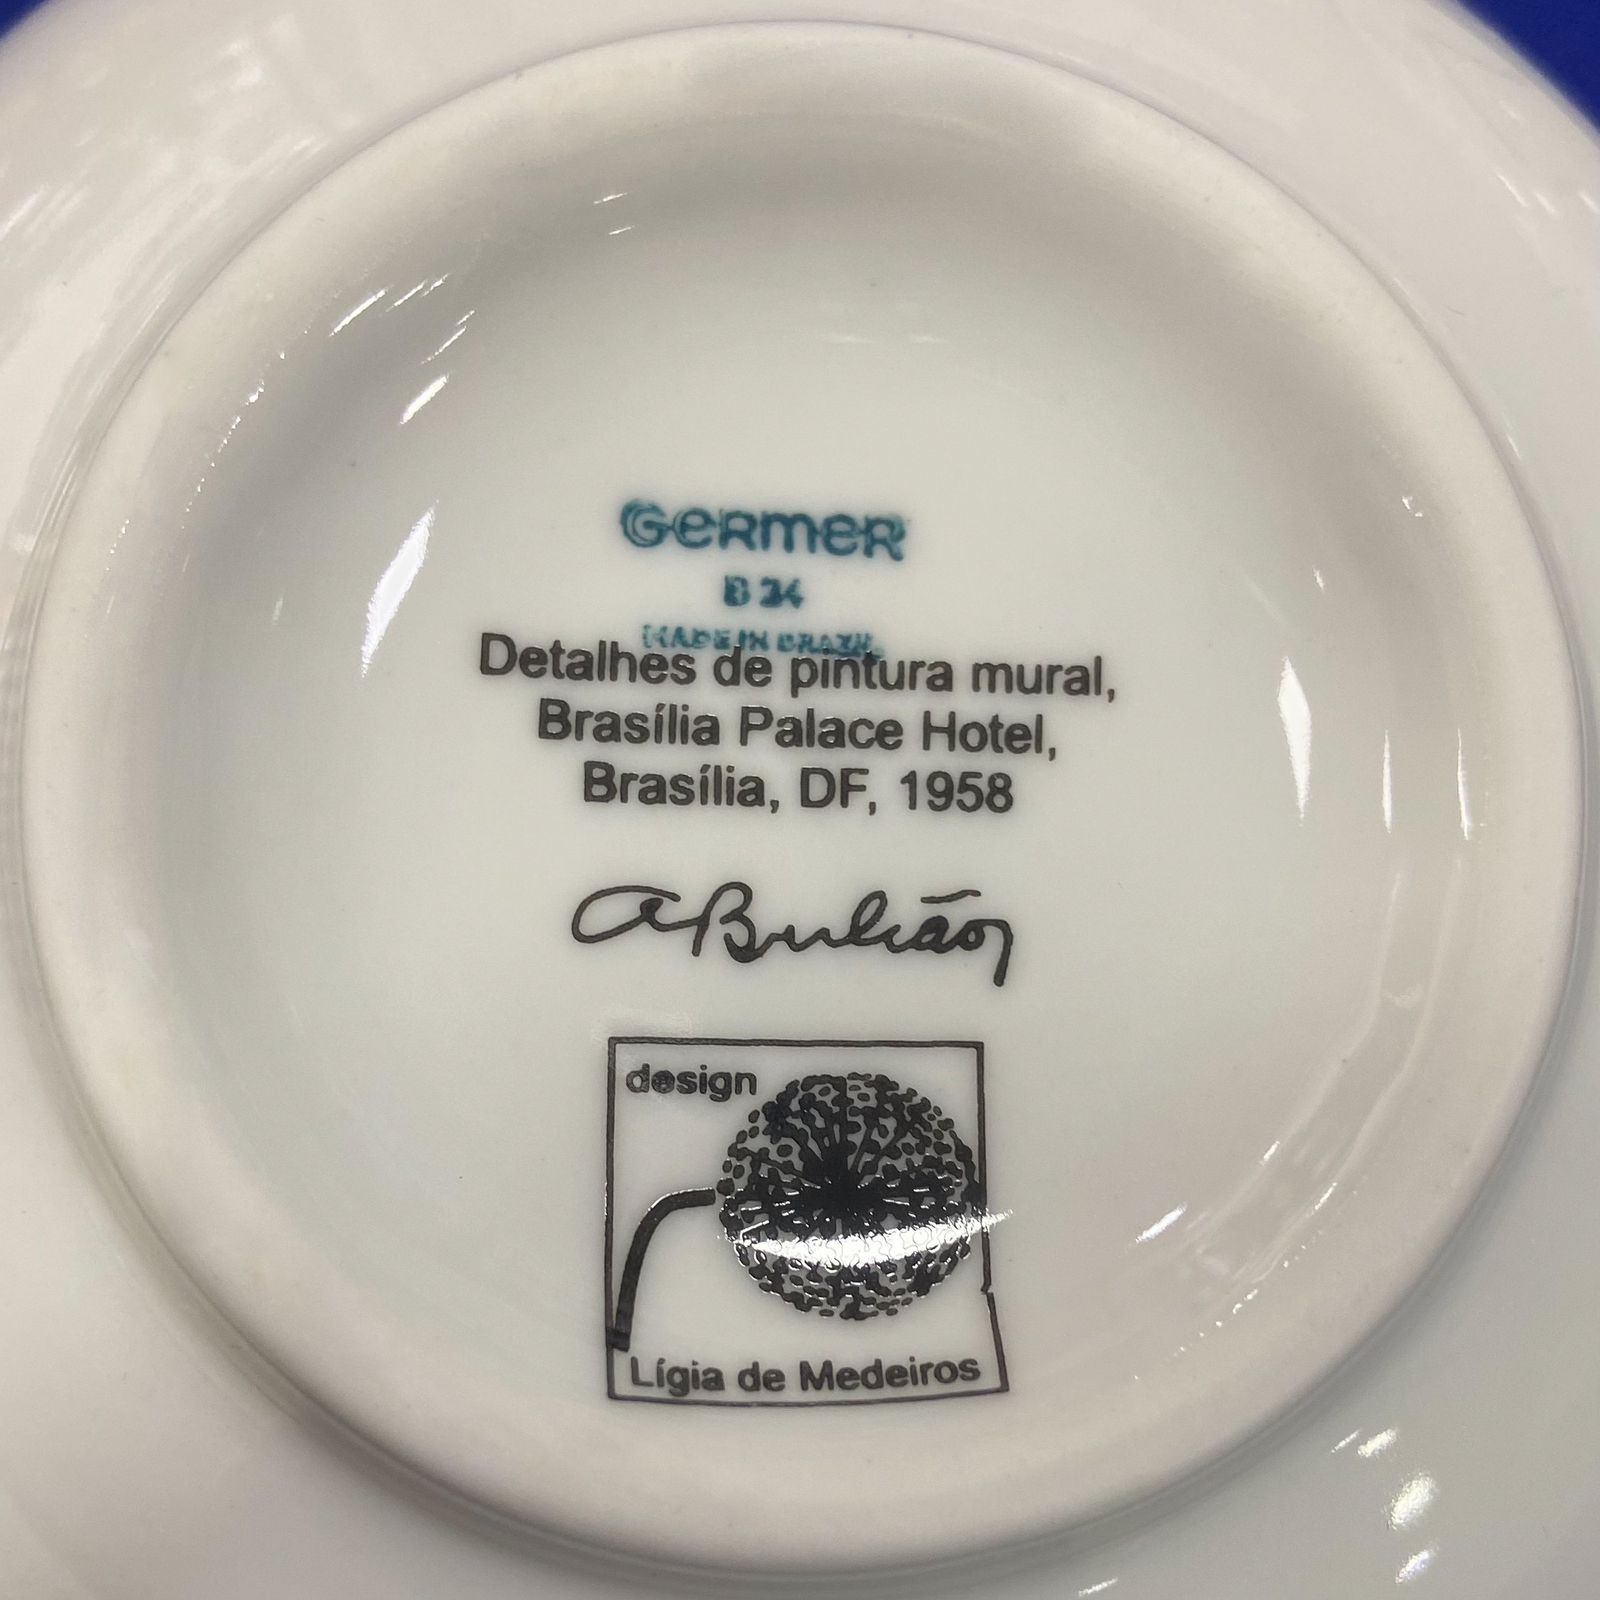 GERMER
B 24
MADE IN BRAZIL
Detalhes de pintura mural,
Brasília Palace Hotel,
Brasília, DF, 1958
ABulcão
design
Lígia de Medeiros